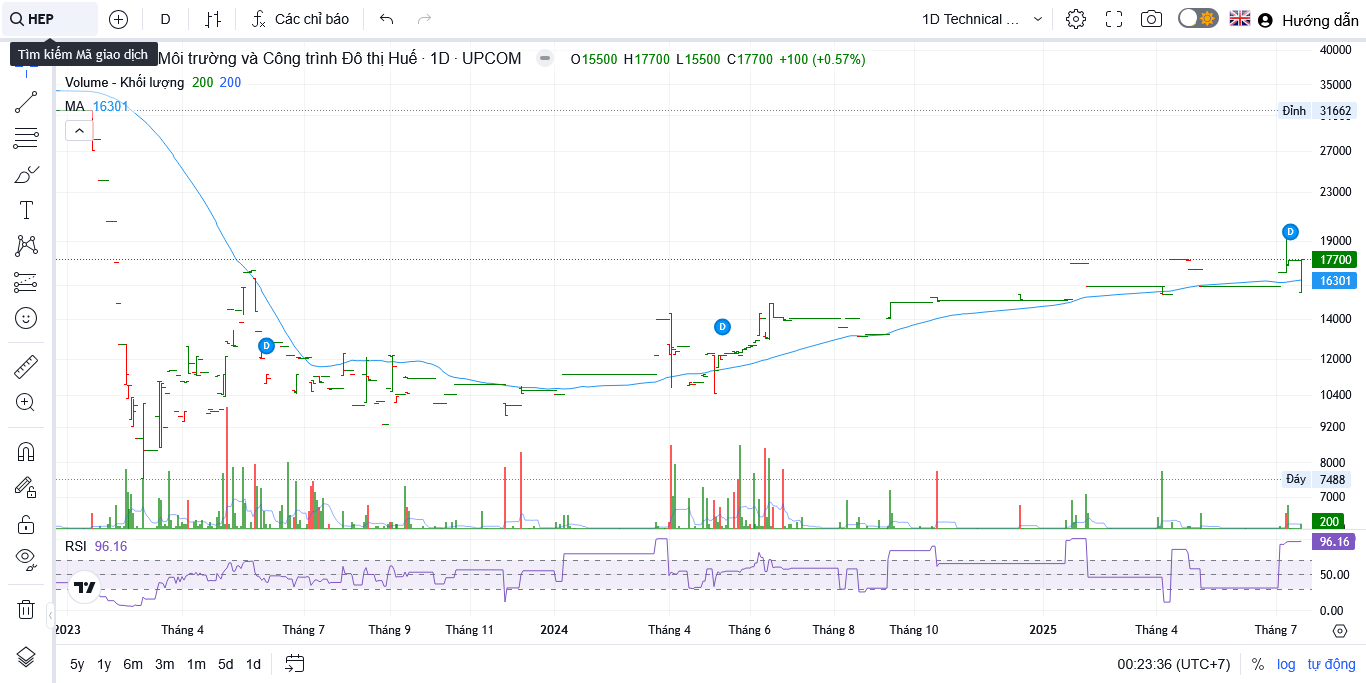 HEP
D
Các chỉ báo
1D Technical ...
Hướng dẫn
Tìm kiếm Mã giao dịch
Môi trường và Công trình Đô thị Huế · 1D · UPCOM
O15500 H17700 L15500 C17700 +100 (+0.57%)
Volume - Khối lượng 200 200
MA 16301
40000
35000
Đỉnh 31662
27000
23000
19000
17700
16301
14000
12000
10400
9200
8000
Đáy 7488
7000
200
D
D
D
RSI 96.16
96.16
50.00
0.00
2023 Tháng 4 Tháng 7 Tháng 9 Tháng 11 2024 Tháng 4 Tháng 6 Tháng 8 Tháng 10 2025 Tháng 4 Tháng 7
5y 1y 6m 3m 1m 5d 1d
00:23:36 (UTC+7) % log tự động